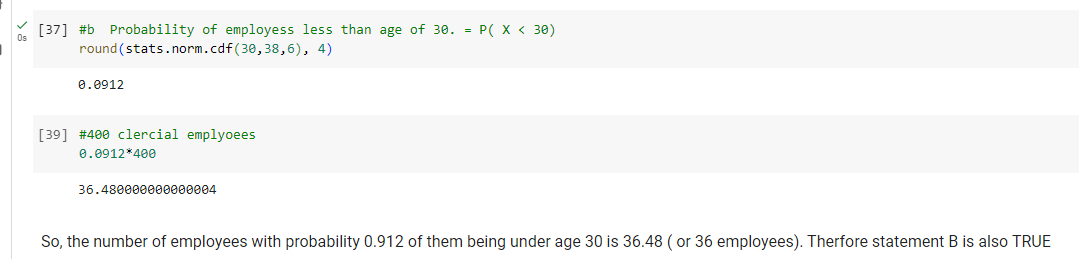 [37] #b  Probability of employess less than age of 30. = P( X < 30)
0s
round(stats.norm.cdf(30,38,6), 4)
0.0912
[39] #400 clercial emplyoees
0.0912*400
36.480000000000004
So, the number of employees with probability 0.912 of them being under age 30 is 36.48 ( or 36 employees). Therfore statement B is also TRUE